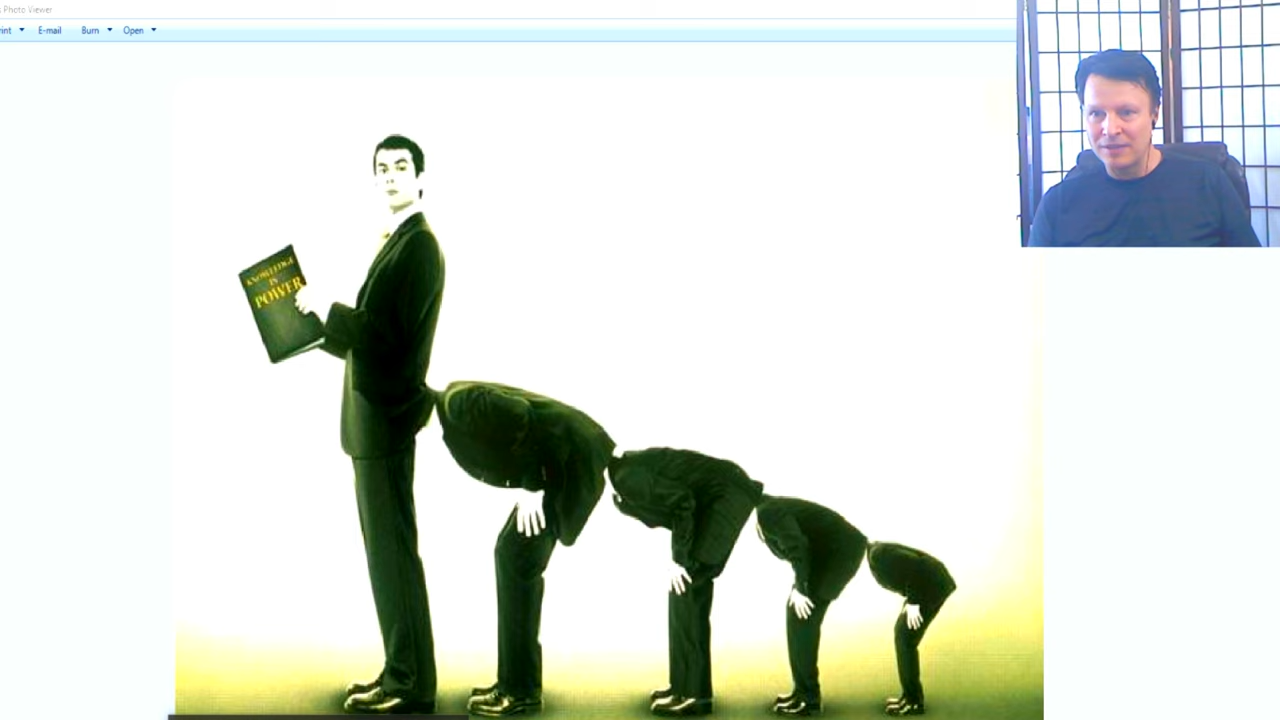 Photo Viewer
E-mail Burn Open
KNOWLEDGE
IS
POWER